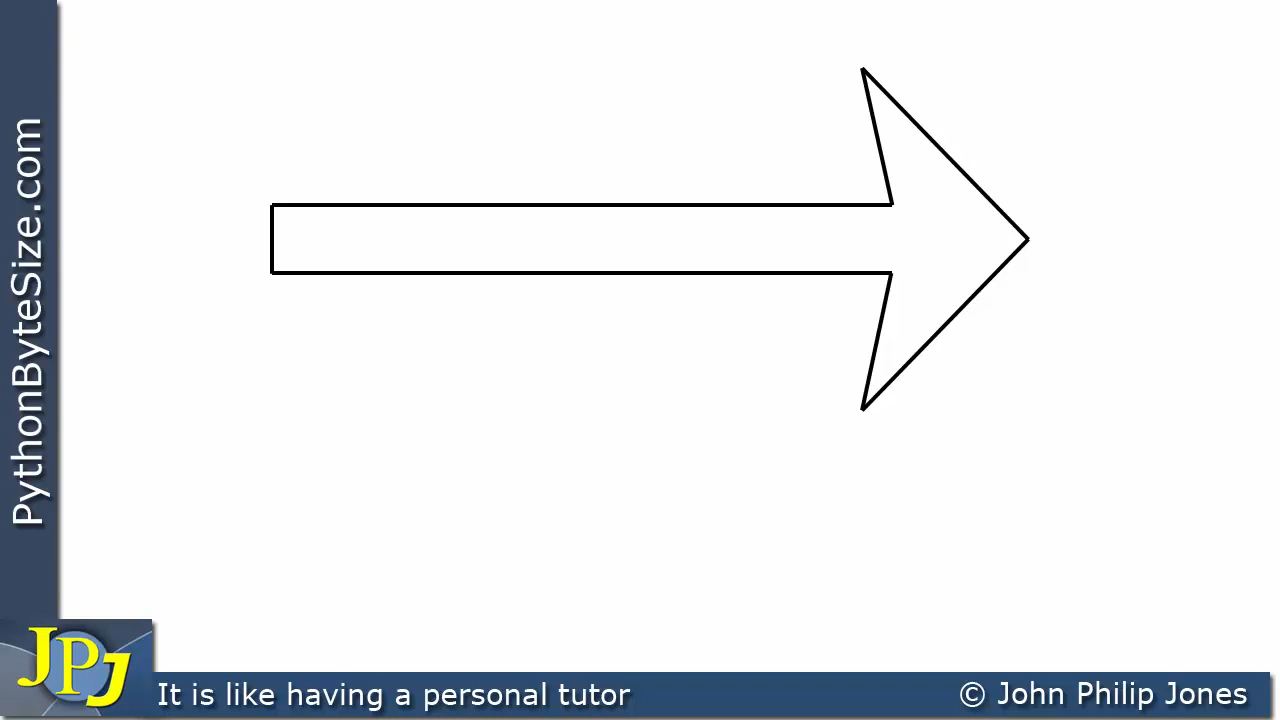 PythonByteSize.com
JPJ
It is like having a personal tutor
© John Philip Jones